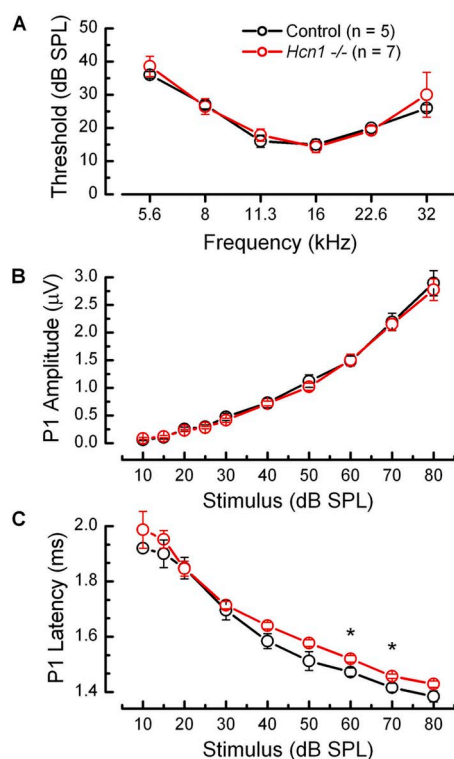 A
Control (n = 5)
Hcn1 -/- (n = 7)
Threshold (dB SPL)
50
40
30
20
10
0
5.6 8 11.3 16 22.6 32
Frequency (kHz)
B
P1 Amplitude (μV)
3.0
2.5
2.0
1.5
1.0
0.5
0.0
10 20 30 40 50 60 70 80
Stimulus (dB SPL)
C
P1 Latency (ms)
2.0
1.8
1.6
1.4
* *
10 20 30 40 50 60 70 80
Stimulus (dB SPL)